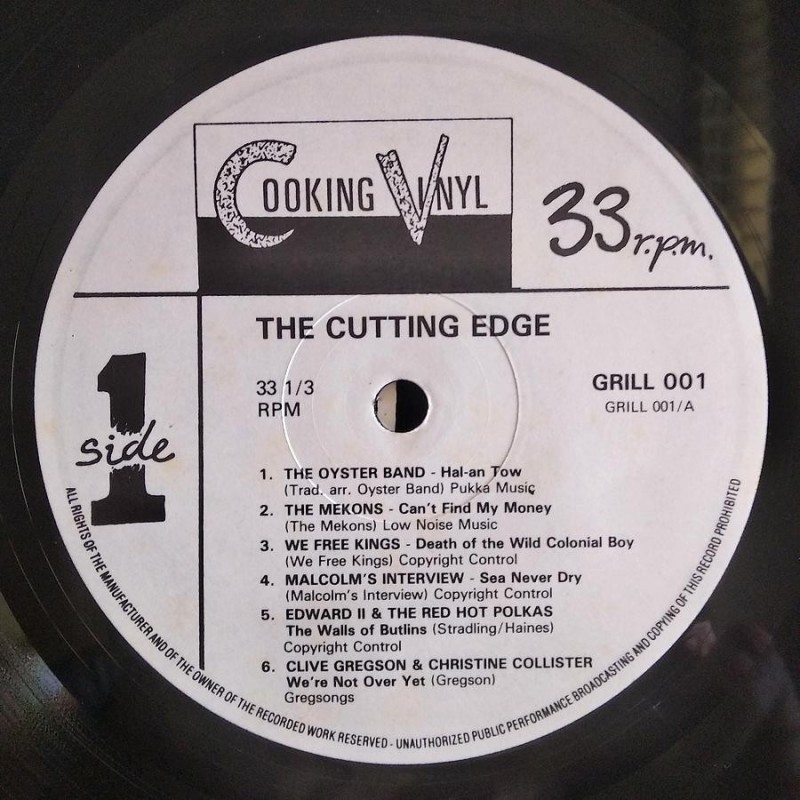 COOKING VINYL
33 r.p.m.
THE CUTTING EDGE
33 1/3
RPM
GRILL 001
GRILL 001/A
side 1
1. THE OYSTER BAND - Hal-an Tow
(Trad. arr. Oyster Band) Pukka Music
2. THE MEKONS - Can't Find My Money
(The Mekons) Low Noise Music
3. WE FREE KINGS - Death of the Wild Colonial Boy
(We Free Kings) Copyright Control
4. MALCOLM'S INTERVIEW - Sea Never Dry
(Malcolm's Interview) Copyright Control
5. EDWARD II & THE RED HOT POLKAS
The Walls of Butlins (Stradling/Haines)
Copyright Control
6. CLIVE GREGSON & CHRISTINE COLLISTER
We're Not Over Yet (Gregson)
Gregsongs
ALL RIGHTS OF THE MANUFACTURER AND OF THE OWNER OF THE RECORDED WORK RESERVED - UNAUTHORIZED PUBLIC PERFORMANCE BROADCASTING AND COPYING OF THIS RECORD PROHIBITED